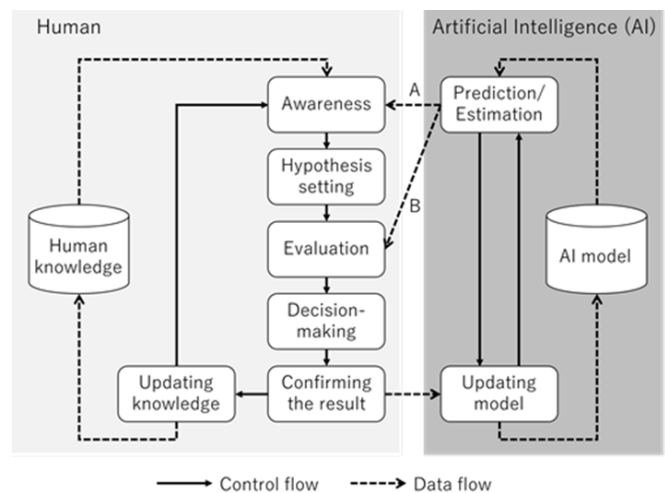 Human
Artificial Intelligence (AI)
Awareness
A
Prediction/
Estimation
Hypothesis
setting
B
Human
knowledge
Evaluation
AI model
Decision-
making
Updating
knowledge
Confirming
the result
Updating
model
Control flow
Data flow